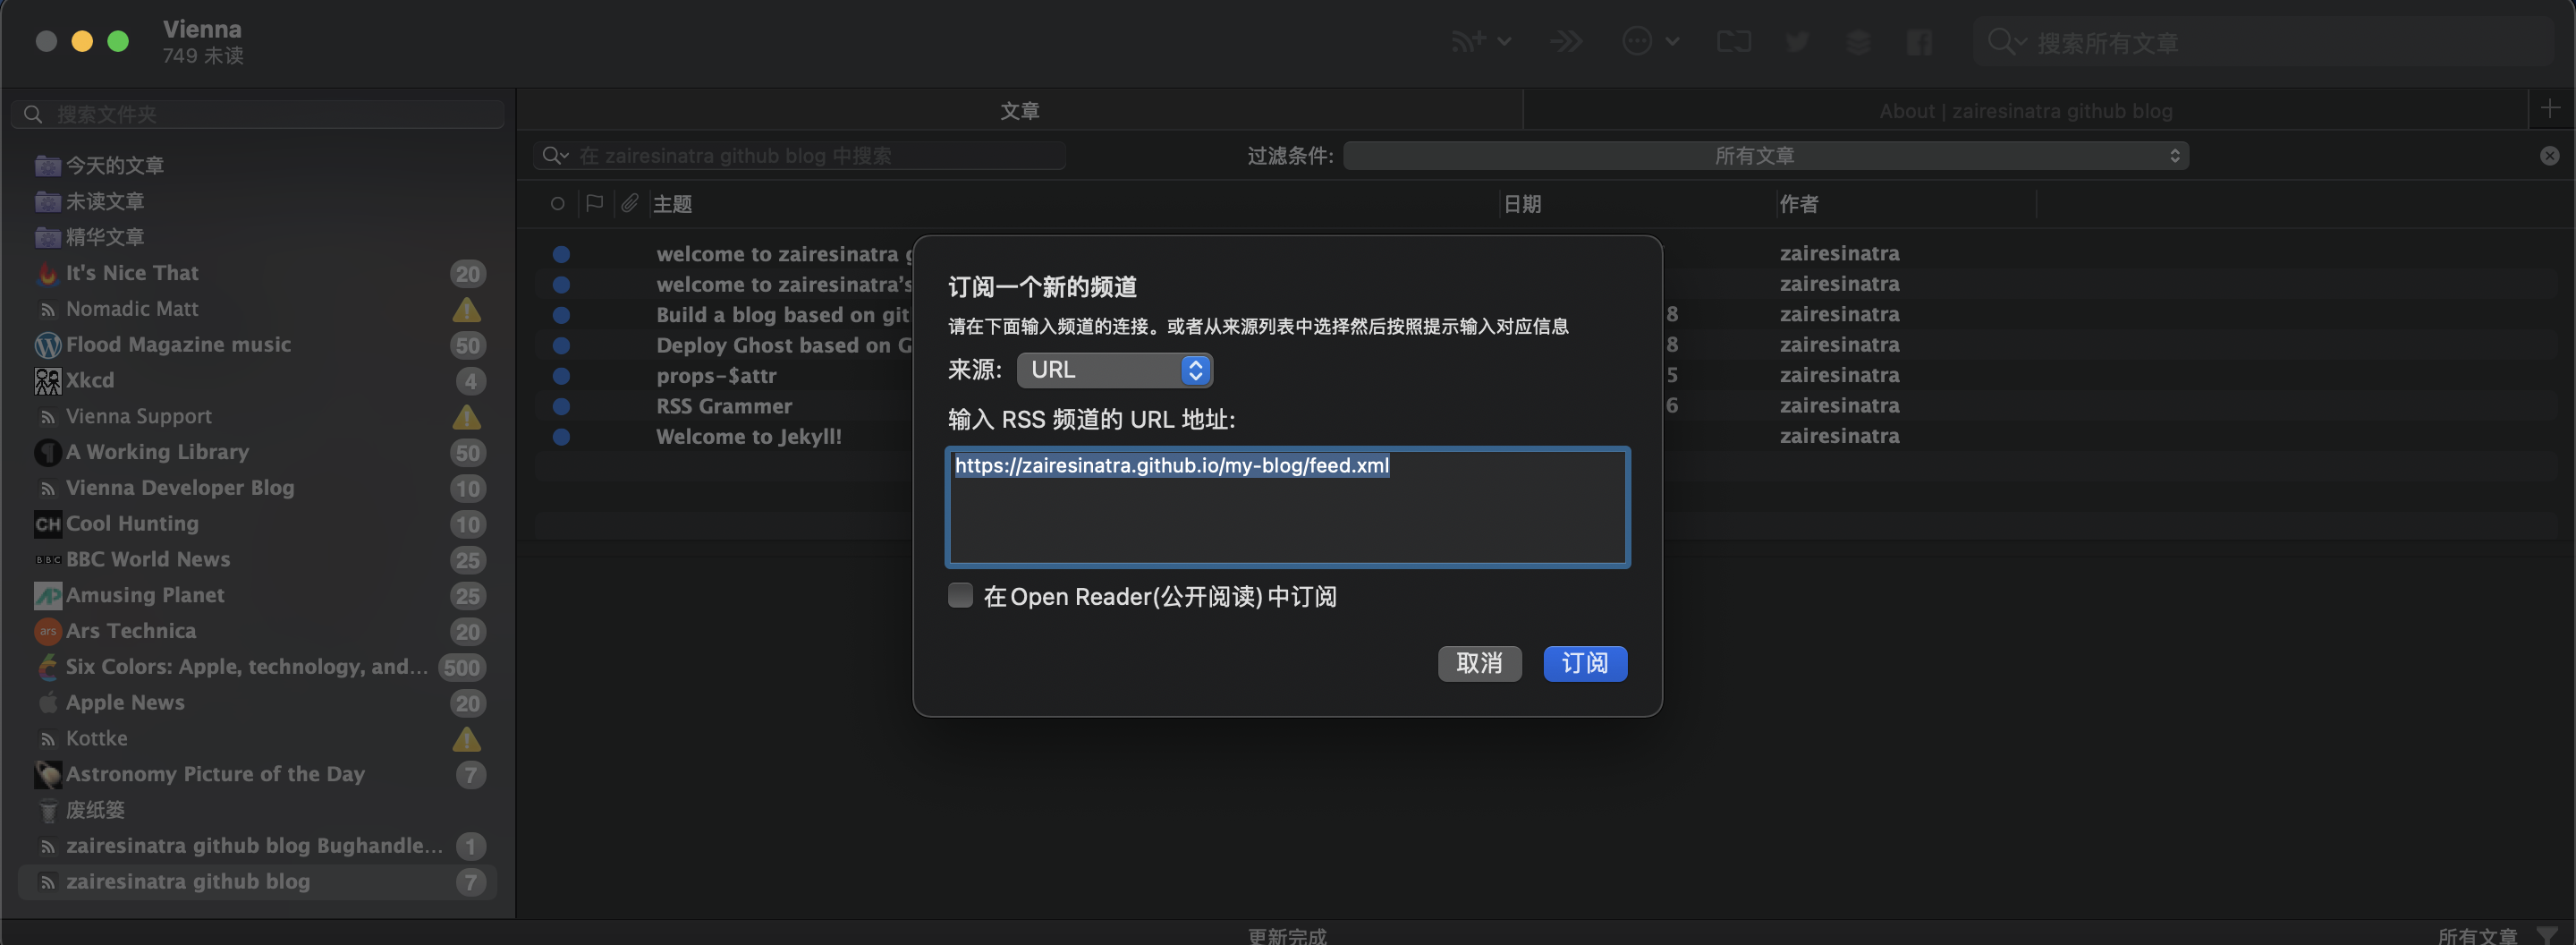 Vienna
749 未读
搜索所有文章
搜索文件夹
文章
About | zairesinatra github blog
在 zairesinatra github blog 中搜索
过滤条件:
所有文章
今天的文章
未读文章
精华文章
It's Nice That 20
Nomadic Matt
Flood Magazine music 50
Xkcd 4
Vienna Support
A Working Library 50
Vienna Developer Blog 10
CH Cool Hunting 10
BBC BBC World News 25
AP Amusing Planet 25
ars Ars Technica 20
Six Colors: Apple, technology, and... 500
Apple News 20
Kottke
Astronomy Picture of the Day 7
废纸篓
zairesinatra github blog Bughandle... 1
zairesinatra github blog 7
主题 日期 作者
welcome to zairesinatra g zairesinatra
welcome to zairesinatra's zairesinatra
Build a blog based on git 8 zairesinatra
Deploy Ghost based on G 8 zairesinatra
props-$attr 5 zairesinatra
RSS Grammer 6 zairesinatra
Welcome to Jekyll! zairesinatra
订阅一个新的频道
请在下面输入频道的连接。或者从来源列表中选择然后按照提示输入对应信息
来源: URL
输入 RSS 频道的 URL 地址:
https://zairesinatra.github.io/my-blog/feed.xml
在Open Reader(公开阅读)中订阅
取消 订阅
更新完成
所有文章